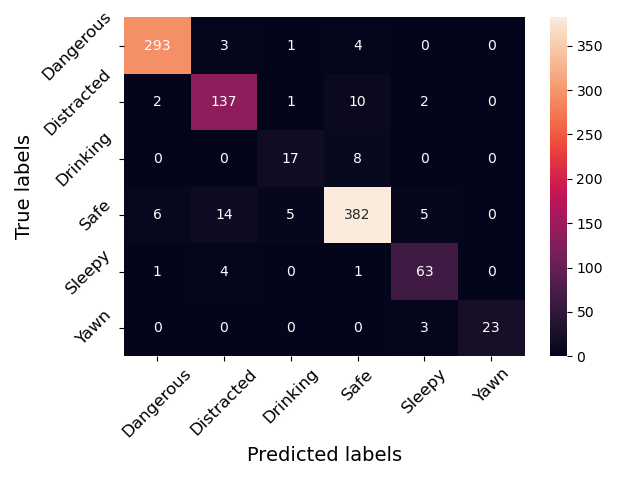 Dangerous 293 3 1 4 0 0
Distracted 2 137 1 10 2 0
Drinking 0 0 17 8 0 0
Safe 6 14 5 382 5 0
Sleepy 1 4 0 1 63 0
Yawn 0 0 0 0 3 23
Dangerous Distracted Drinking Safe Sleepy Yawn
Predicted labels
True labels
350
300
250
200
150
100
50
0